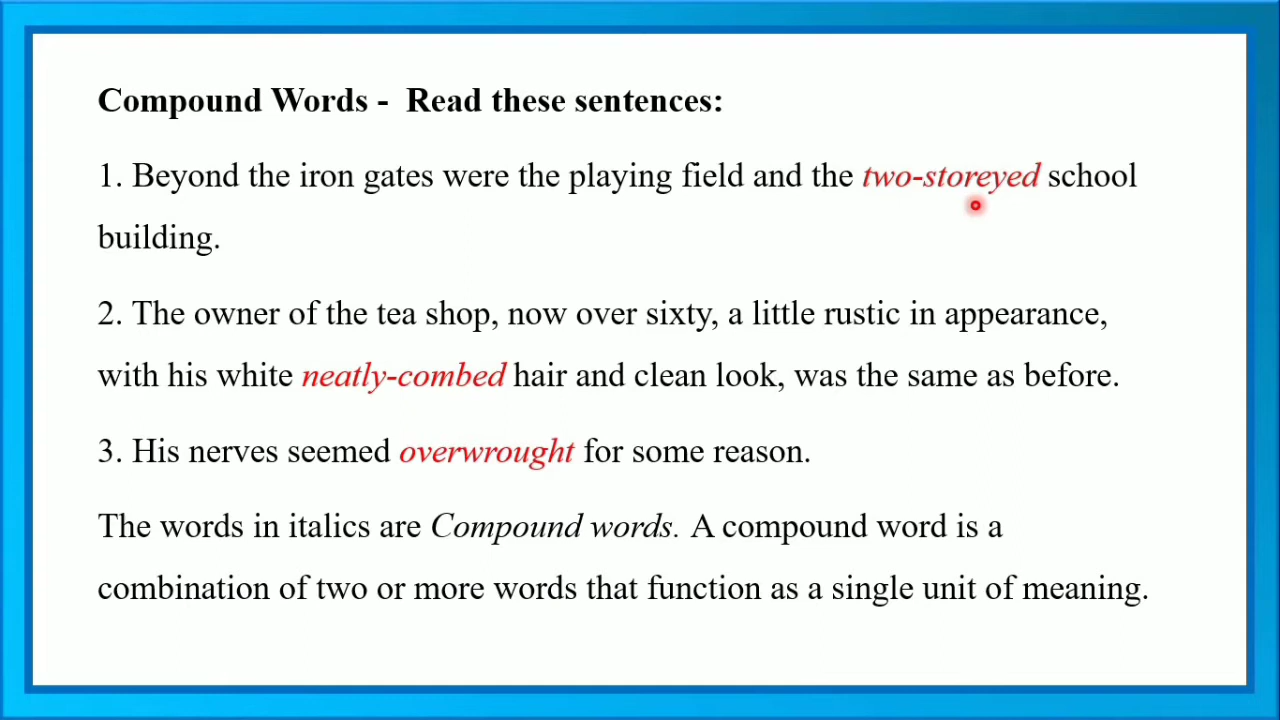 Compound Words - Read these sentences:
1. Beyond the iron gates were the playing field and the two-storeyed school
building.
2. The owner of the tea shop, now over sixty, a little rustic in appearance,
with his white neatly-combed hair and clean look, was the same as before.
3. His nerves seemed overwrought for some reason.
The words in italics are Compound words. A compound word is a
combination of two or more words that function as a single unit of meaning.